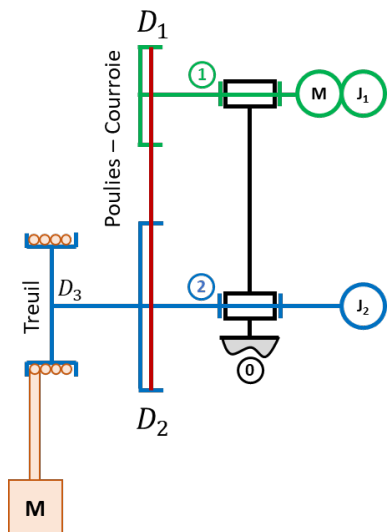 D₁
1
M
J₁
Poulies – Courroie
Treuil
D₃
2
J₂
0
D₂
M